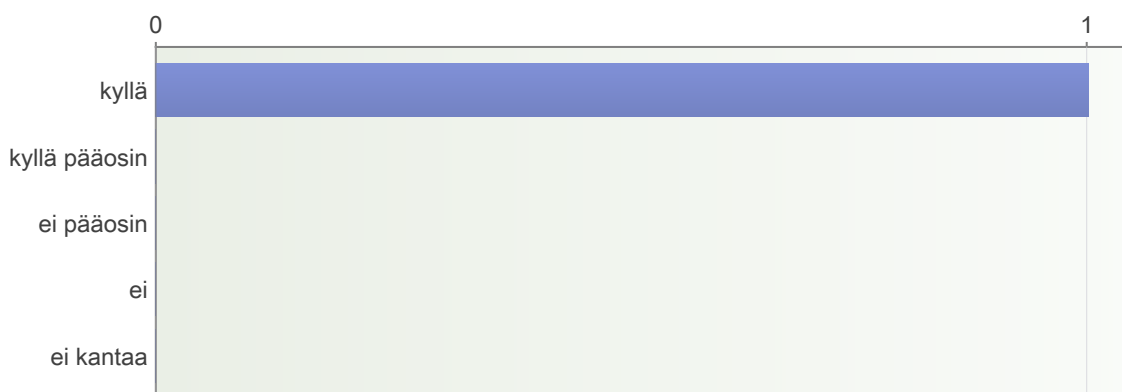 0 1
kyllä
kyllä pääosin
ei pääosin
ei
ei kantaa